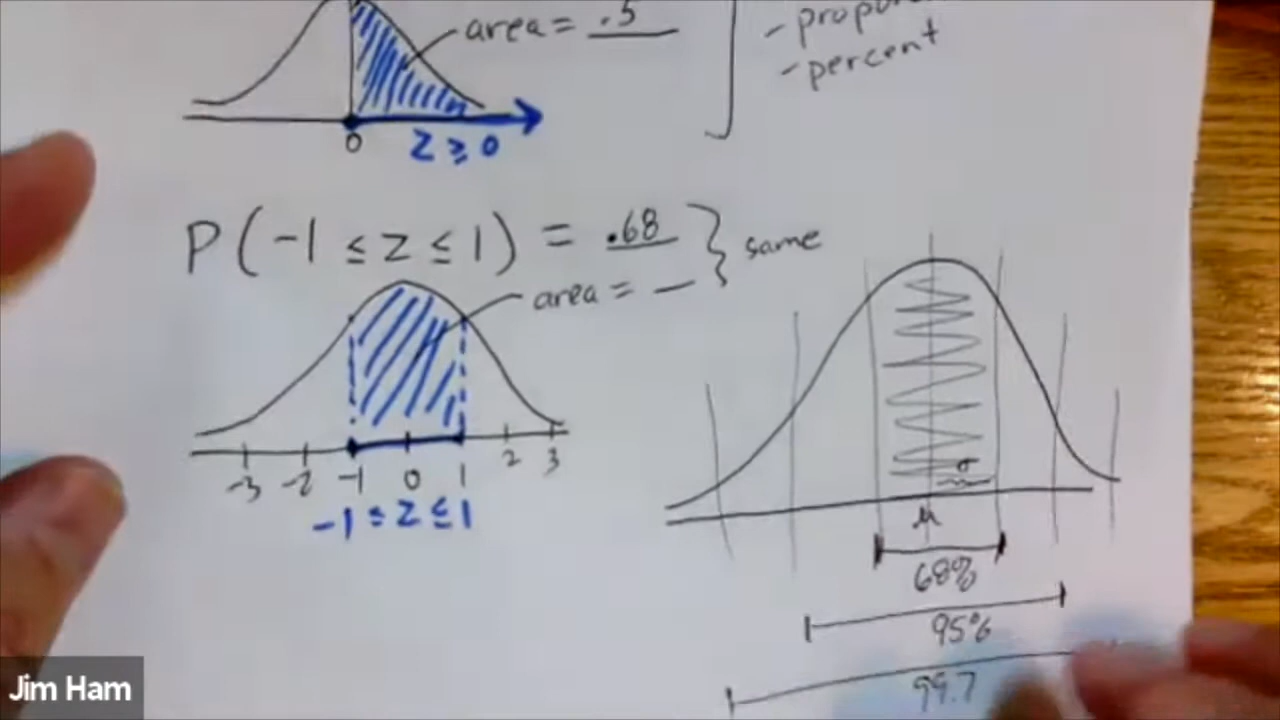 area = .5
- propor
- percent
0
Z ≥ 0
P(-1 ≤ Z ≤ 1) = .68
same
area = _
-3 -2 -1 0 1 2 3
-1 ≤ Z ≤ 1
σ
μ
68%
95%
99.7
Jim Ham